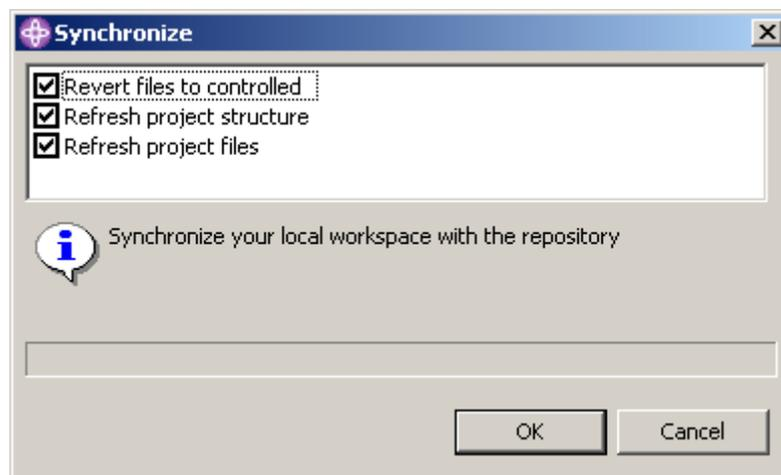 Synchronize
Revert files to controlled
Refresh project structure
Refresh project files
Synchronize your local workspace with the repository
OK
Cancel